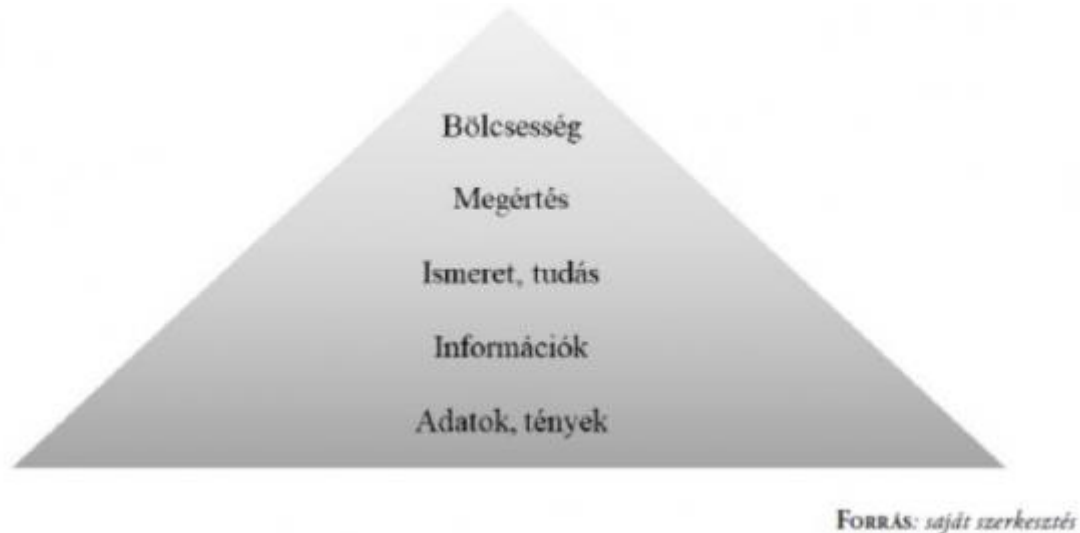 Bölcsesség
Megértés
Ismeret, tudás
Információk
Adatok, tények
FORRÁS: saját szerkesztés